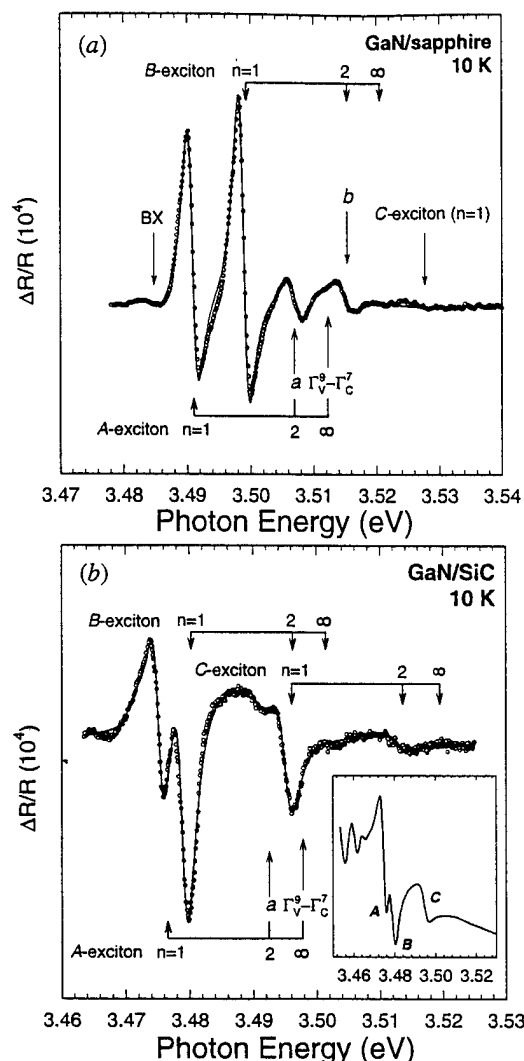 (a)
GaN/sapphire
10 K
B-exciton n=1 2 ∞
BX
b
C-exciton (n=1)
ΔR/R (10⁴)
a Γ⁹ᵥ–Γ⁷C
A-exciton n=1 2 ∞
3.47 3.48 3.49 3.50 3.51 3.52 3.53 3.54
Photon Energy (eV)
(b)
GaN/SiC
10 K
B-exciton n=1 2 ∞
C-exciton n=1 2 ∞
ΔR/R (10⁴)
a Γ⁹ᵥ–Γ⁷C
A-exciton n=1 2 ∞
A
B
C
3.46 3.48 3.50 3.52
3.46 3.47 3.48 3.49 3.50 3.51 3.52 3.53
Photon Energy (eV)